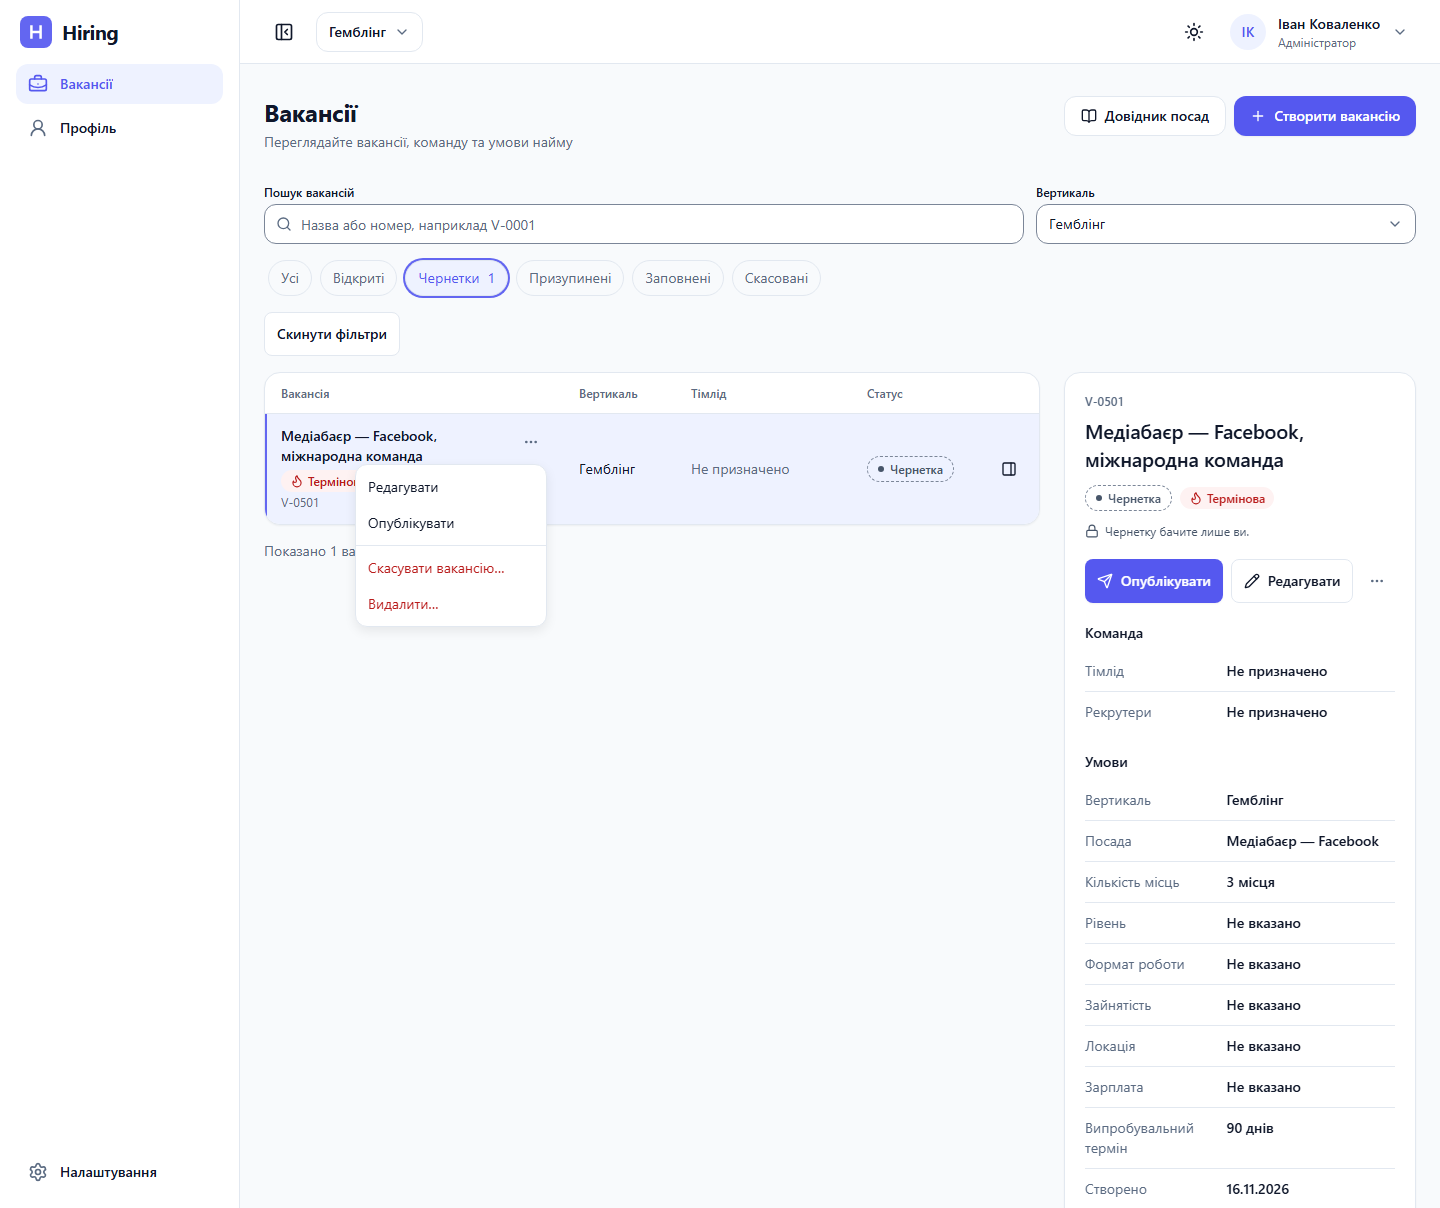 H Hiring
Вакансії
Профіль
Налаштування
Гемблінг
ІК
Іван Коваленко
Адміністратор
Вакансії
Переглядайте вакансії, команду та умови найму
Довідник посад
Створити вакансію
Пошук вакансій
Назва або номер, наприклад V-0001
Вертикаль
Гемблінг
Усі
Відкриті
Чернетки 1
Призупинені
Заповнені
Скасовані
Скинути фільтри
Вакансія Вертикаль Тімлід Статус
Медіабаєр — Facebook,
міжнародна команда
V-0501
Гемблінг
Не призначено
Чернетка
Показано 1
Редагувати
Опублікувати
Скасувати вакансію...
Видалити...
V-0501
Медіабаєр — Facebook,
міжнародна команда
Чернетка
Термінова
Чернетку бачите лише ви.
Опублікувати
Редагувати
Команда
Тімлід Не призначено
Рекрутери Не призначено
Умови
Вертикаль Гемблінг
Посада Медіабаєр — Facebook
Кількість місць 3 місця
Рівень Не вказано
Формат роботи Не вказано
Зайнятість Не вказано
Локація Не вказано
Зарплата Не вказано
Випробувальний 90 днів
термін
Створено 16.11.2026